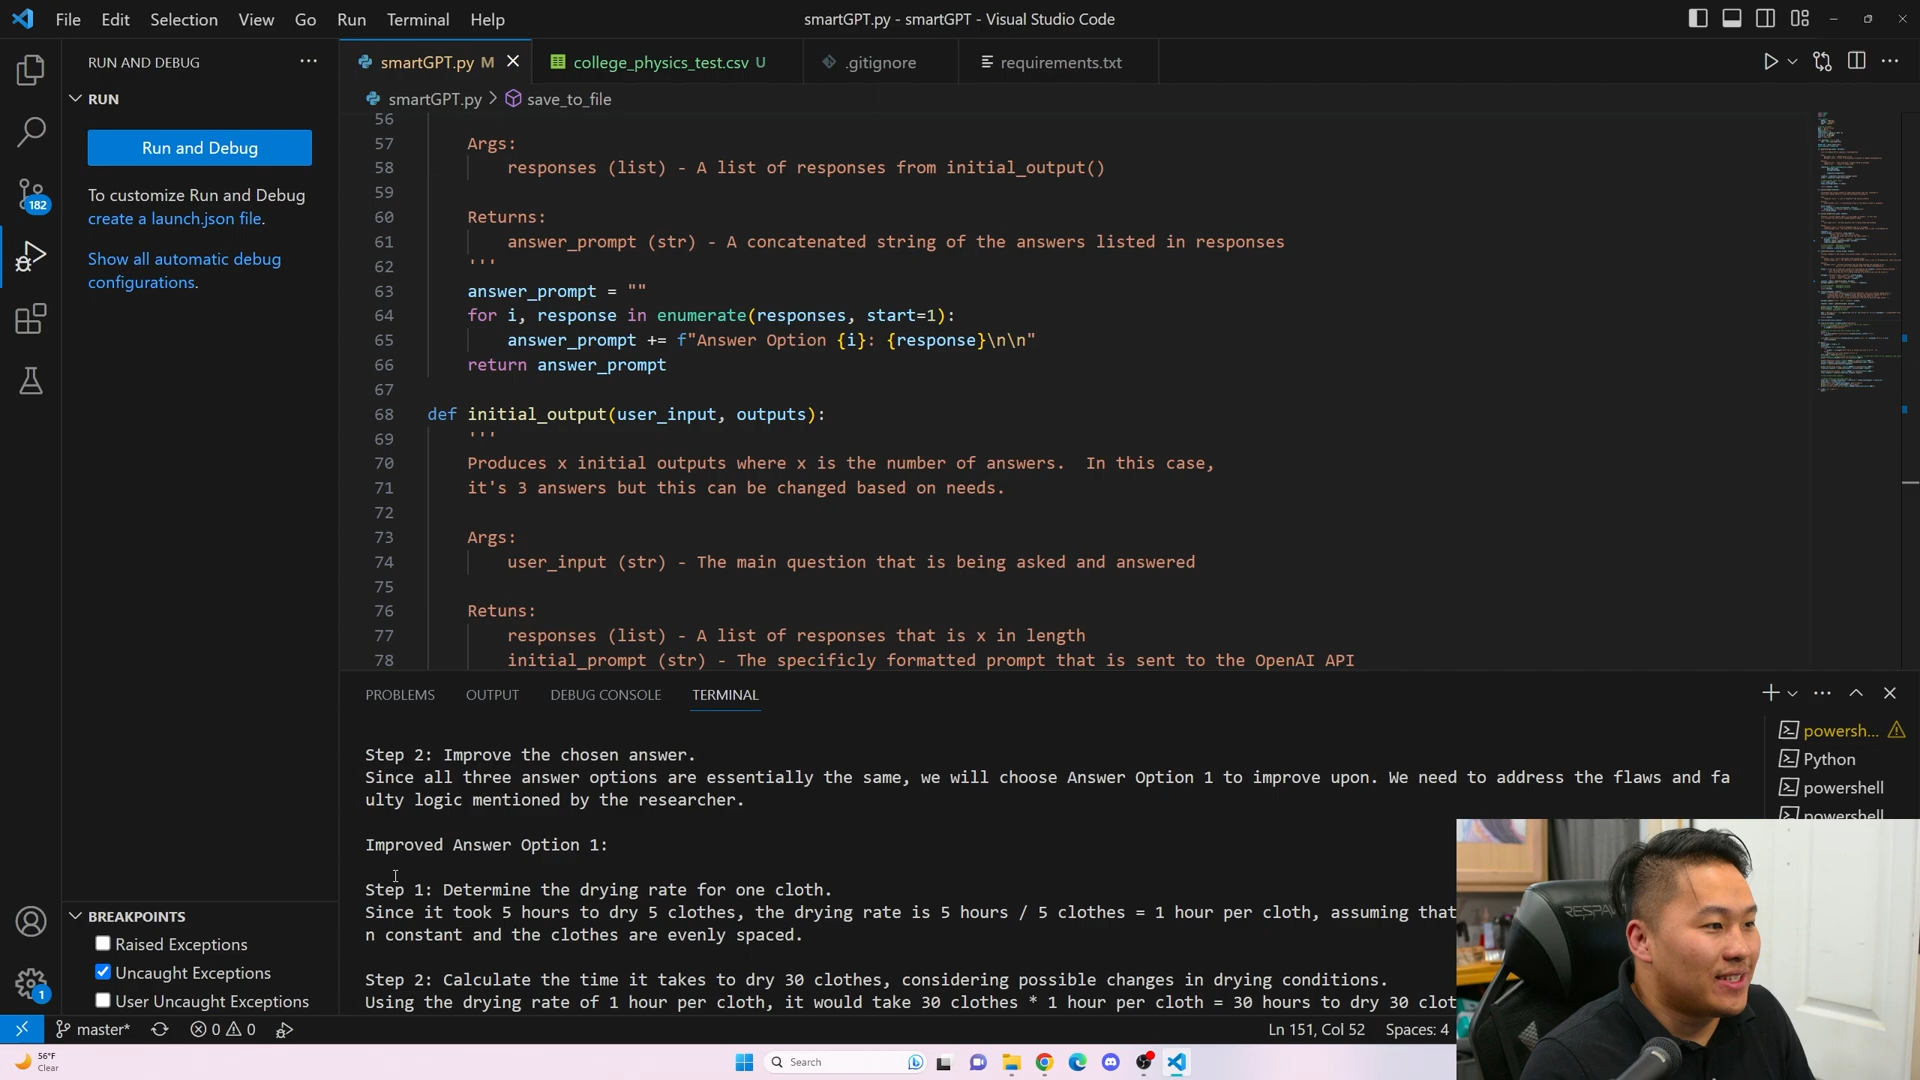 File Edit Selection View Go Run Terminal Help
smartGPT.py - smartGPT - Visual Studio Code
RUN AND DEBUG
smartGPT.py M
college_physics_test.csv U
.gitignore
requirements.txt
RUN
smartGPT.py > save_to_file
Run and Debug
To customize Run and Debug
create a launch.json file.
Show all automatic debug
configurations.
182
56
57 Args:
58 responses (list) - A list of responses from initial_output()
59
60 Returns:
61 answer_prompt (str) - A concatenated string of the answers listed in responses
62 '''
63 answer_prompt = ""
64 for i, response in enumerate(responses, start=1):
65 answer_prompt += f"Answer Option {i}: {response}\n\n"
66 return answer_prompt
67
68 def initial_output(user_input, outputs):
69 '''
70 Produces x initial outputs where x is the number of answers.  In this case,
71 it's 3 answers but this can be changed based on needs.
72
73 Args:
74 user_input (str) - The main question that is being asked and answered
75
76 Retuns:
77 responses (list) - A list of responses that is x in length
78 initial_prompt (str) - The specificly formatted prompt that is sent to the OpenAI API
PROBLEMS OUTPUT DEBUG CONSOLE TERMINAL
powersh...
Python
powershell
powershell
Step 2: Improve the chosen answer.
Since all three answer options are essentially the same, we will choose Answer Option 1 to improve upon. We need to address the flaws and fa
ulty logic mentioned by the researcher.
Improved Answer Option 1:
Step 1: Determine the drying rate for one cloth.
Since it took 5 hours to dry 5 clothes, the drying rate is 5 hours / 5 clothes = 1 hour per cloth, assuming that
n constant and the clothes are evenly spaced.
Step 2: Calculate the time it takes to dry 30 clothes, considering possible changes in drying conditions.
Using the drying rate of 1 hour per cloth, it would take 30 clothes * 1 hour per cloth = 30 hours to dry 30 clot
BREAKPOINTS
Raised Exceptions
Uncaught Exceptions
User Uncaught Exceptions
1
master*
0 0
Ln 151, Col 52
Spaces: 4
56°F
Clear
Search